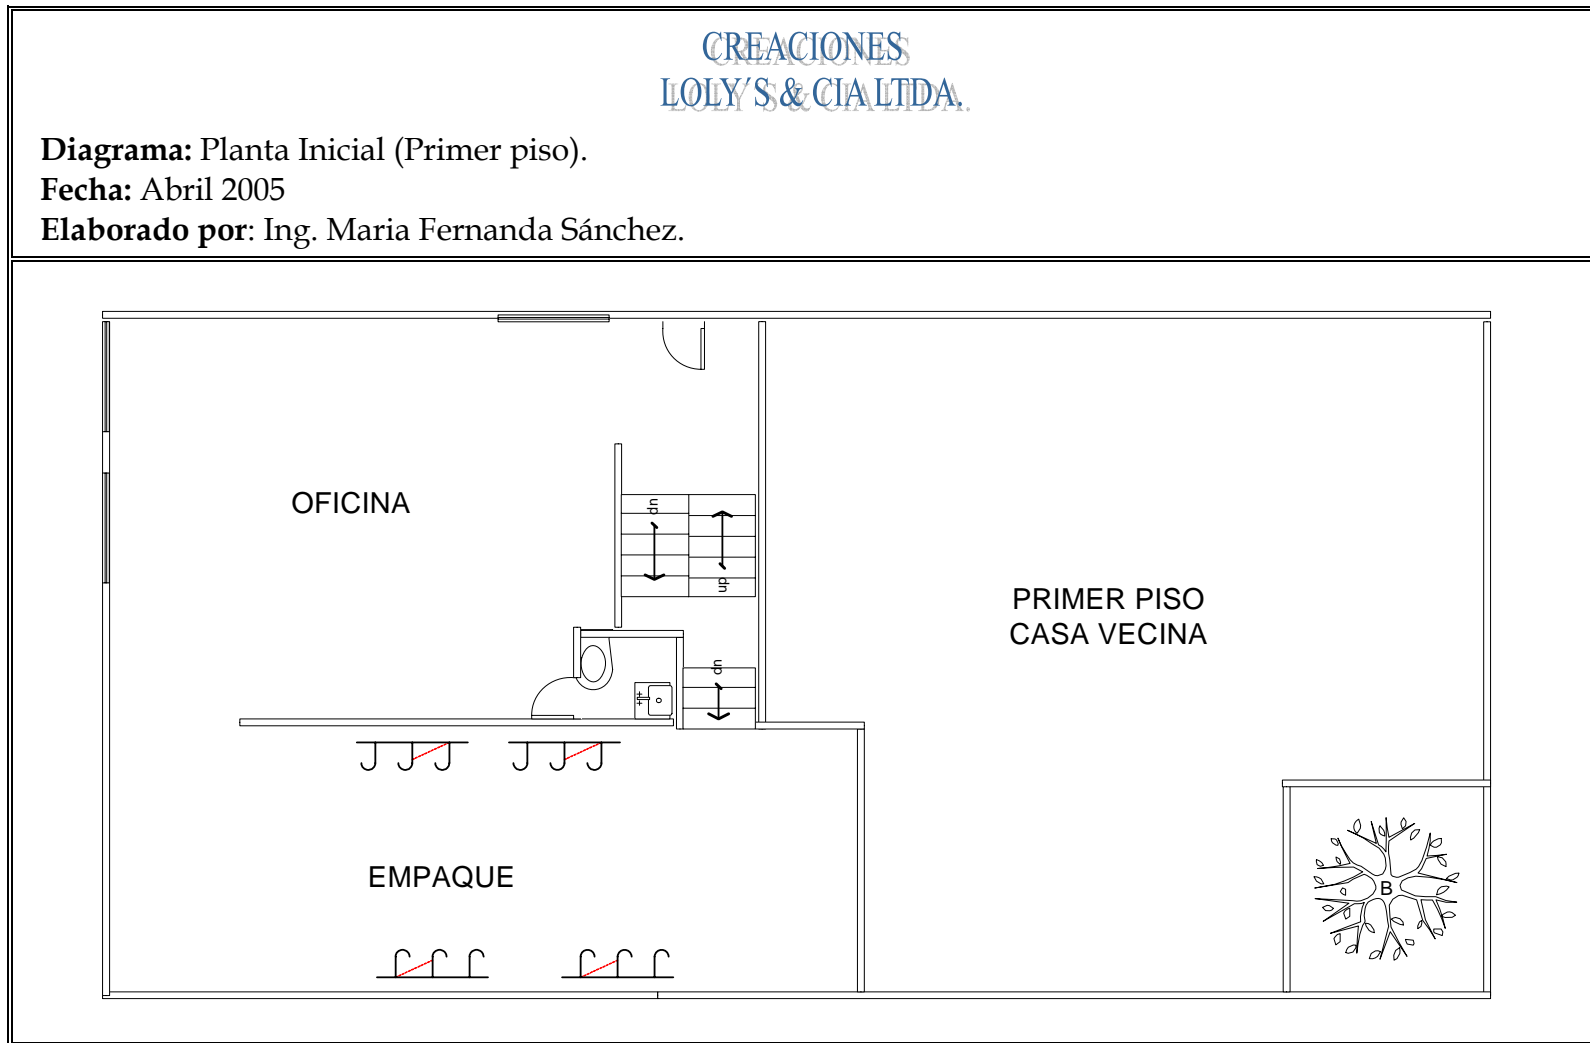 CREACIONES
LOLY´S & CIA LTDA.
Diagrama: Planta Inicial (Primer piso).
Fecha: Abril 2005
Elaborado por: Ing. Maria Fernanda Sánchez.
OFICINA
dn
up
PRIMER PISO
CASA VECINA
dn
EMPAQUE
B